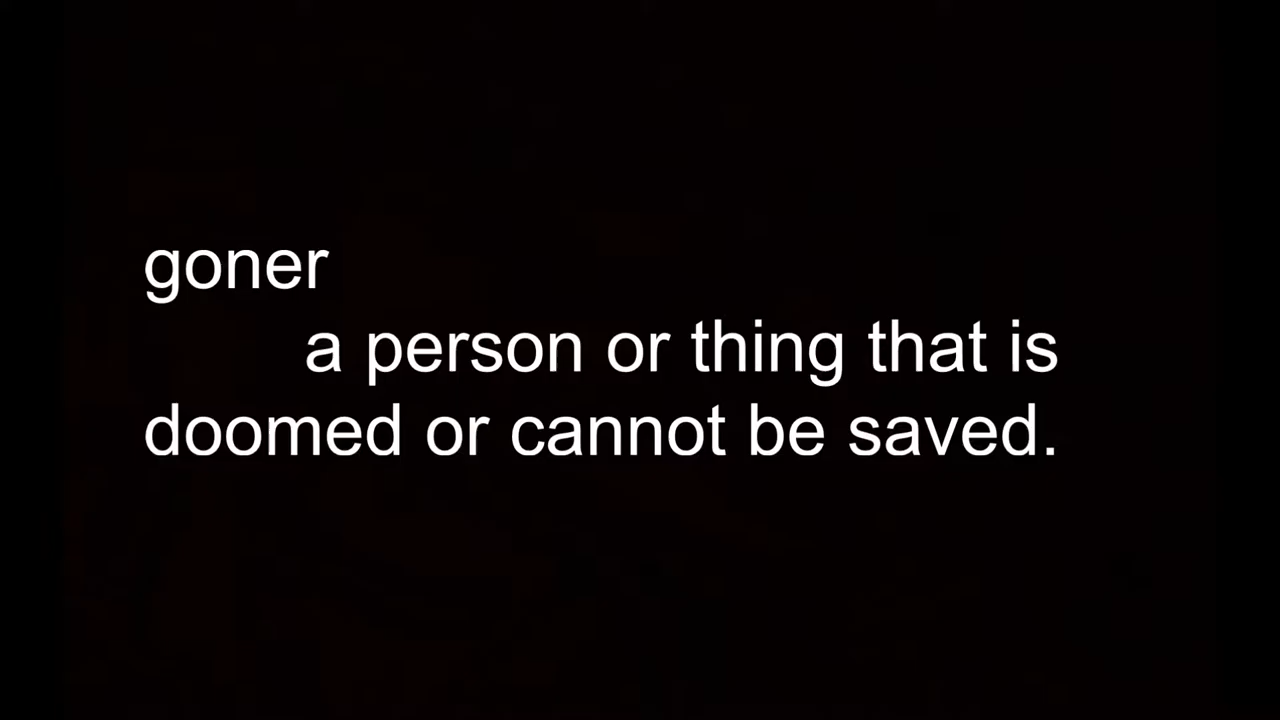 goner
a person or thing that is
doomed or cannot be saved.